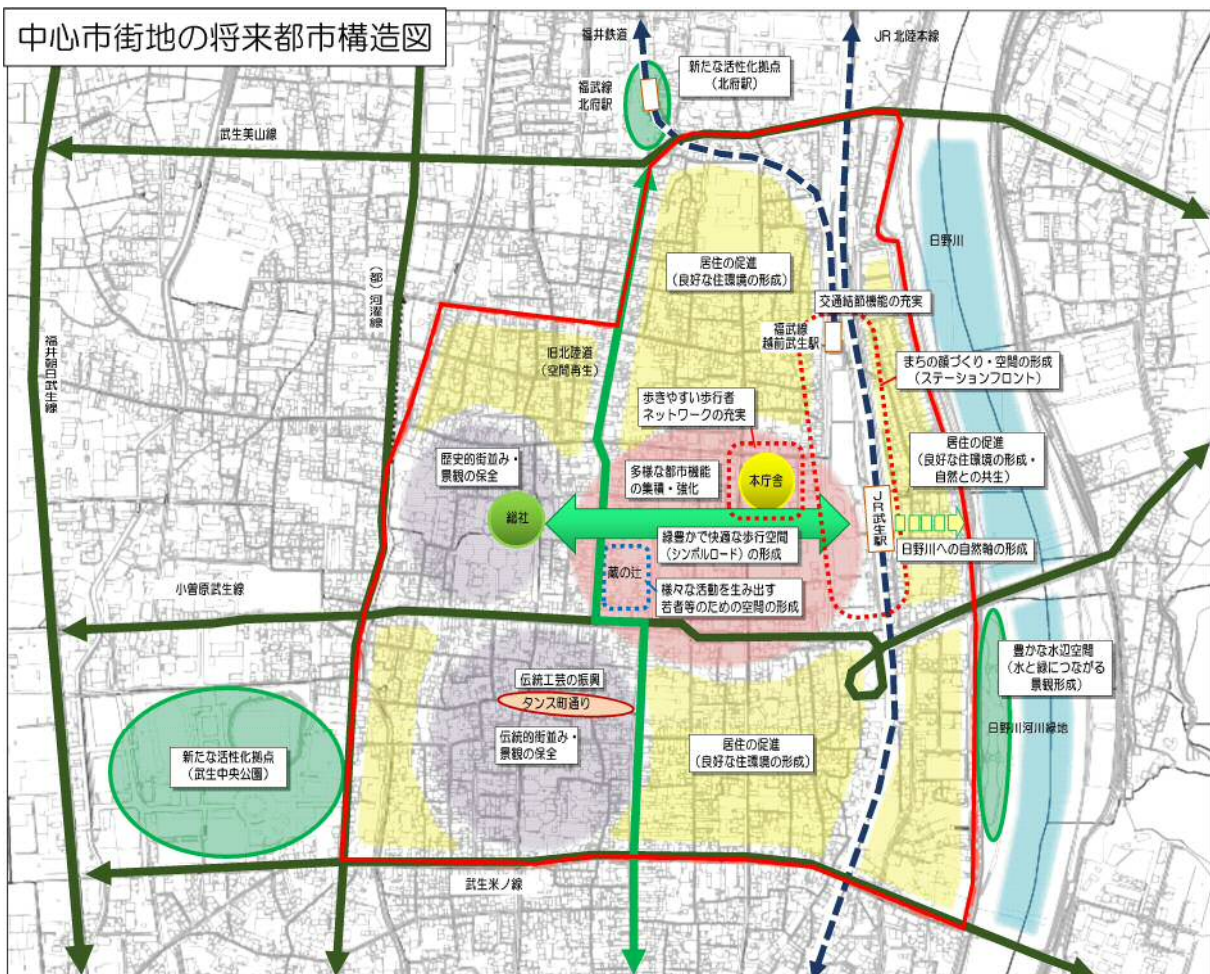 中心市街地の将来都市構造図
福井鉄道
JR北陸本線
新たな活性化拠点
(北府駅)
福武線
北府駅
武生美山線
日野川
居住の促進
(良好な住環境の形成)
(都)河濯線
交通結節機能の充実
福武線
越前武生駅
福井朝日武生線
旧北陸道
(空間再生)
まちの顔づくり・空間の形成
(ステーションフロント)
歩きやすい歩行者
ネットワークの充実
居住の促進
(良好な住環境の形成・
自然との共生)
歴史的街並み・
景観の保全
多様な都市機能
の集積・強化
本庁舎
総社
JR武生駅
緑豊かで快適な歩行空間
(シンボルロード)の形成
日野川への自然軸の形成
蔵の辻
様々な活動を生み出す
若者等のための空間の形成
小曽原武生線
豊かな水辺空間
(水と緑につながる
景観形成)
伝統工芸の振興
タンス町通り
日野川河川緑地
伝統的街並み・
景観の保全
居住の促進
(良好な住環境の形成)
新たな活性化拠点
(武生中央公園)
武生米ノ線